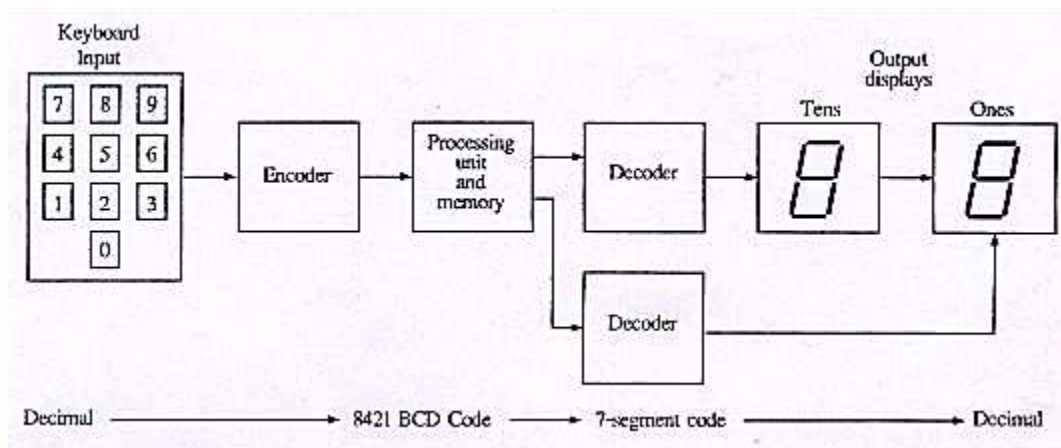 Keyboard
Input
7 8 9
4 5 6
1 2 3
0
Encoder
Processing
unit
and
memory
Decoder
Decoder
Output
displays
Tens
Ones
Decimal
8421 BCD Code
7-segment code
Decimal